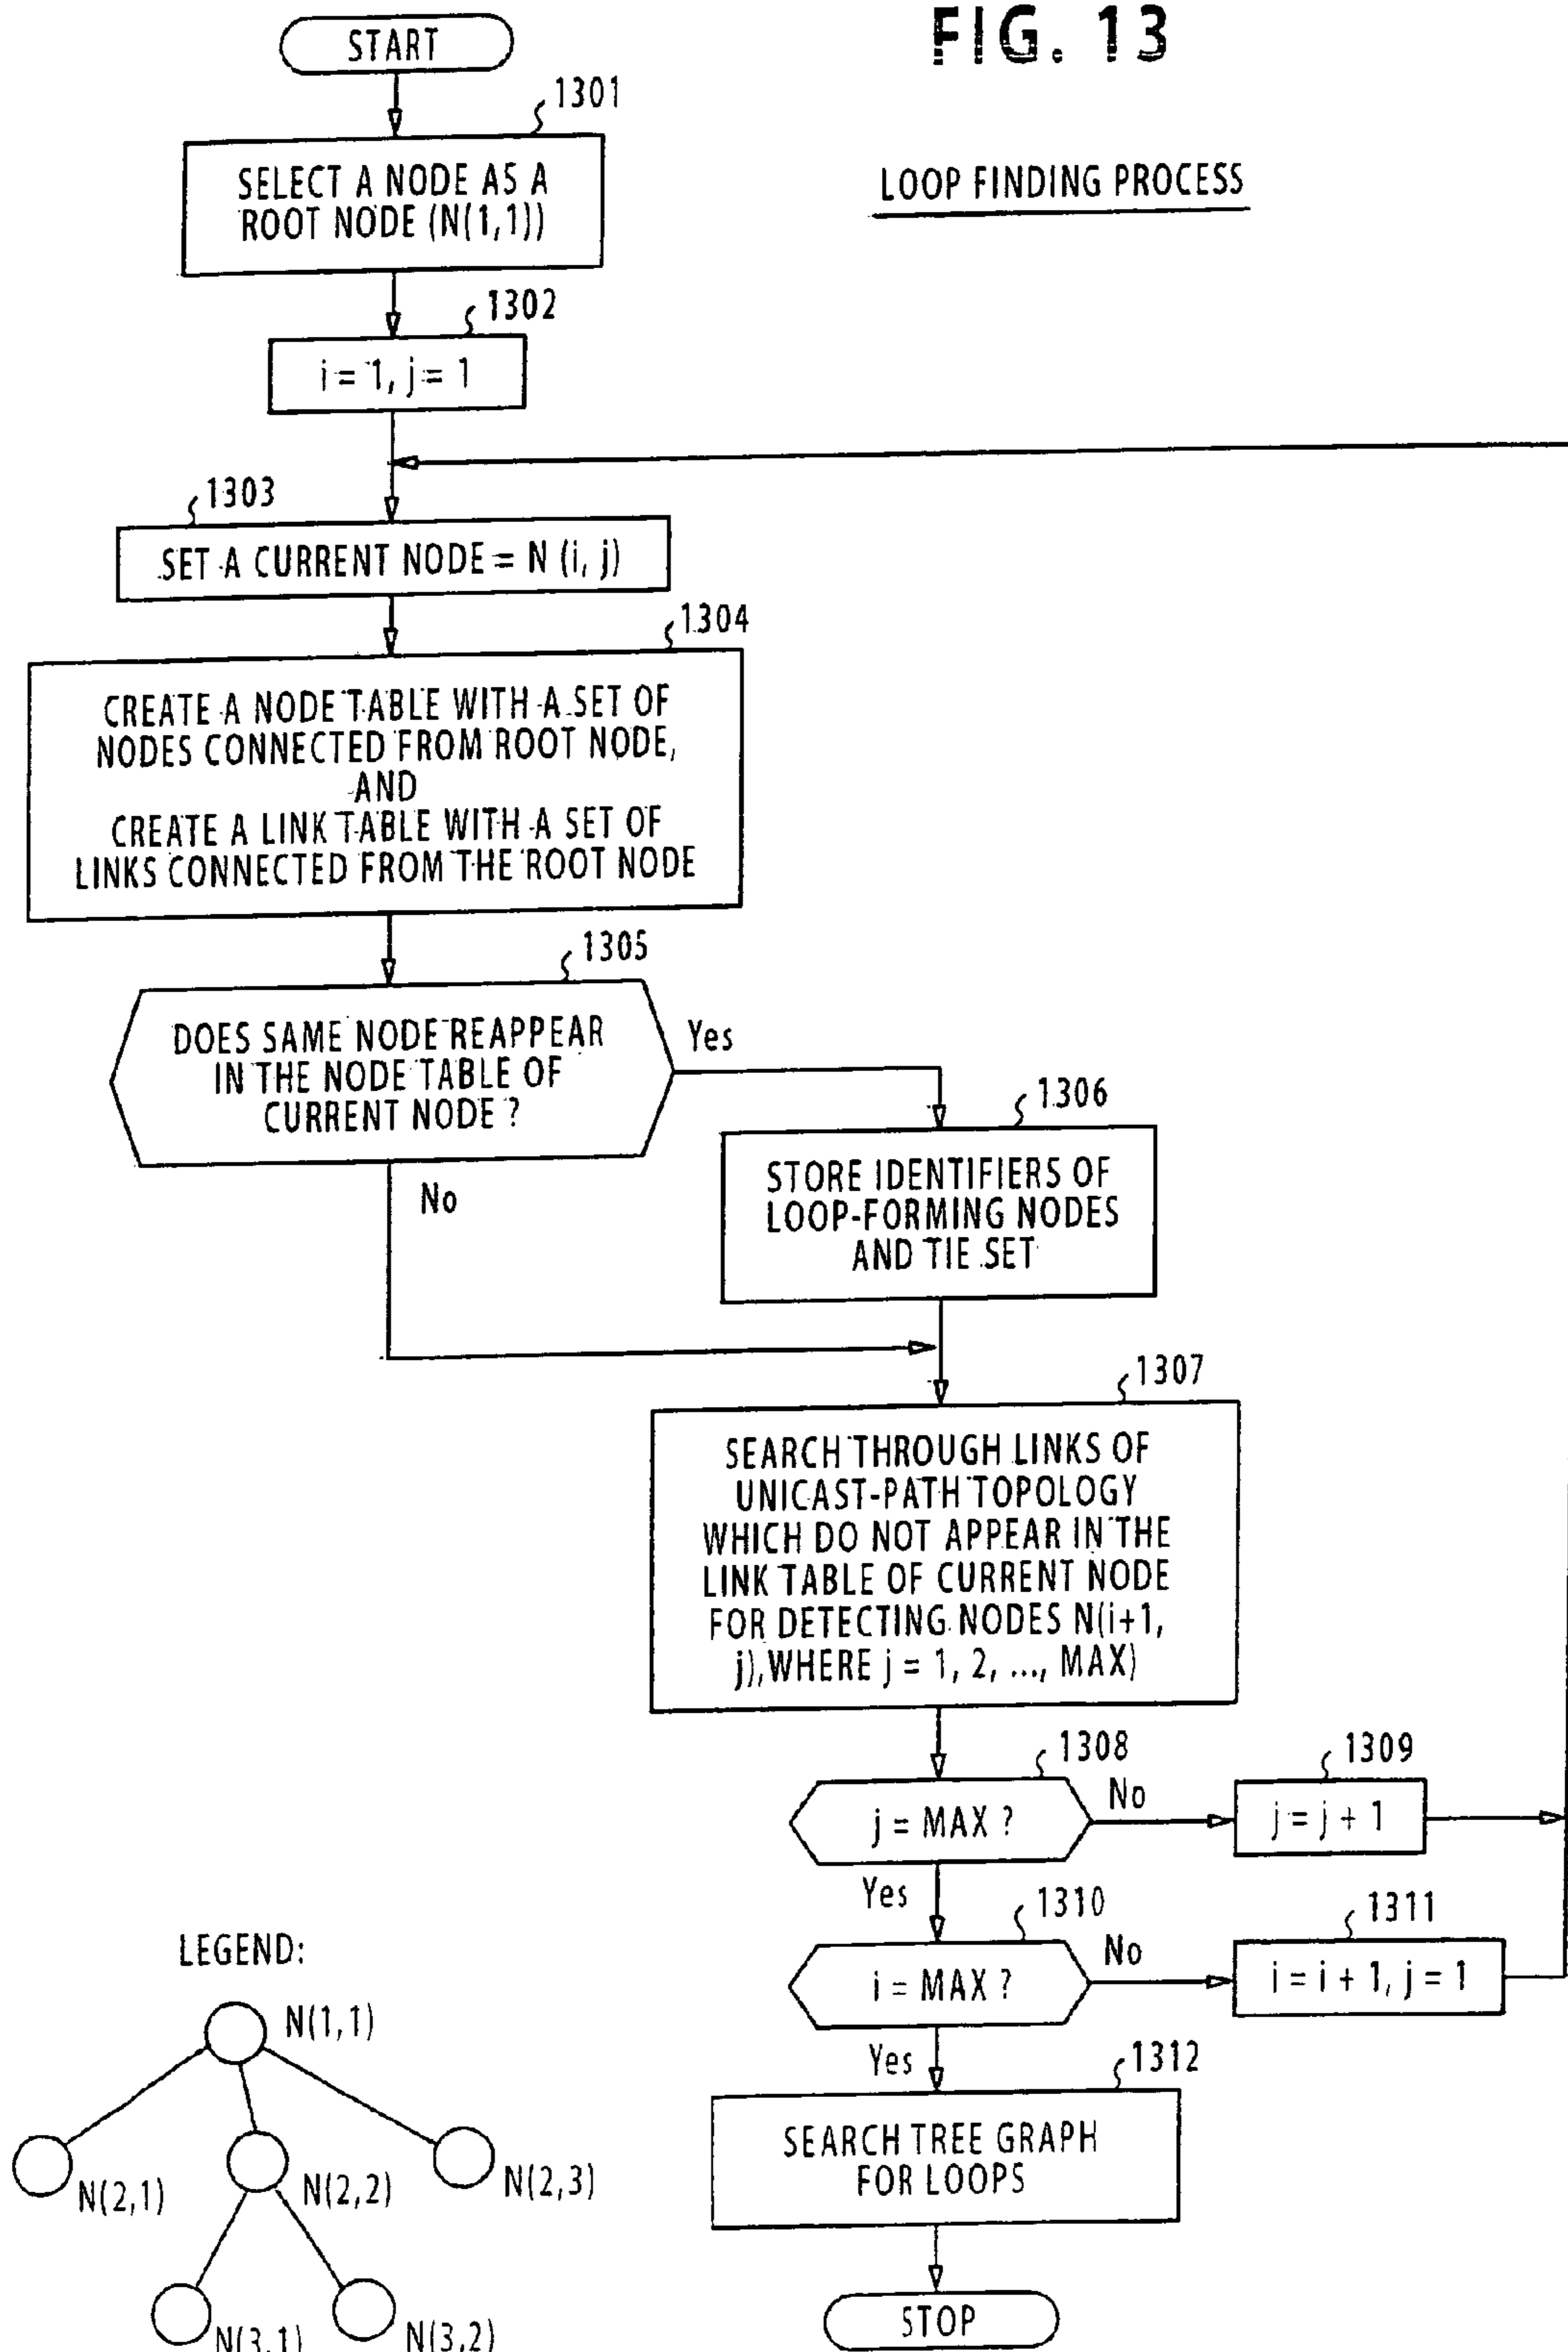 FIG. 13
START
1301
SELECT A NODE AS A
ROOT NODE (N(1,1))
LOOP FINDING PROCESS
1302
i = 1, j = 1
1303
SET A CURRENT NODE = N (i, j)
1304
CREATE A NODE TABLE WITH A SET OF
NODES CONNECTED FROM ROOT NODE,
AND
CREATE A LINK TABLE WITH A SET OF
LINKS CONNECTED FROM THE ROOT NODE
1305
DOES SAME NODE REAPPEAR
IN THE NODE TABLE OF
CURRENT NODE ?
Yes
No
1306
STORE IDENTIFIERS OF
LOOP-FORMING NODES
AND TIE SET
1307
SEARCH THROUGH LINKS OF
UNICAST-PATH TOPOLOGY
WHICH DO NOT APPEAR IN THE
LINK TABLE OF CURRENT NODE
FOR DETECTING NODES N(i+1,
j),WHERE j = 1, 2, ..., MAX)
1308
j = MAX ?
No
1309
j = j + 1
Yes
1310
i = MAX ?
No
1311
i = i + 1, j = 1
Yes
1312
SEARCH TREE GRAPH
FOR LOOPS
STOP
LEGEND:
N(1,1)
N(2,1)
N(2,2)
N(2,3)
N(3,1)
N(3,2)